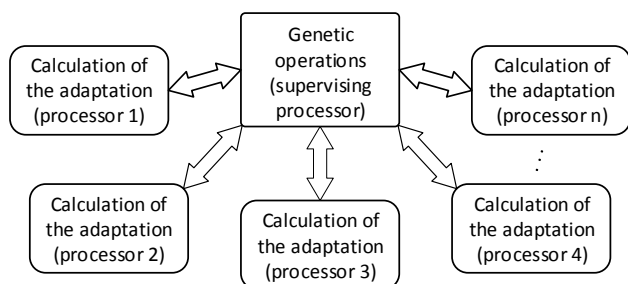 Genetic
operations
(supervising
processor)
Calculation of
the adaptation
(processor 1)
Calculation of
the adaptation
(processor n)
Calculation of
the adaptation
(processor 2)
Calculation of
the adaptation
(processor 3)
Calculation of
the adaptation
(processor 4)
...